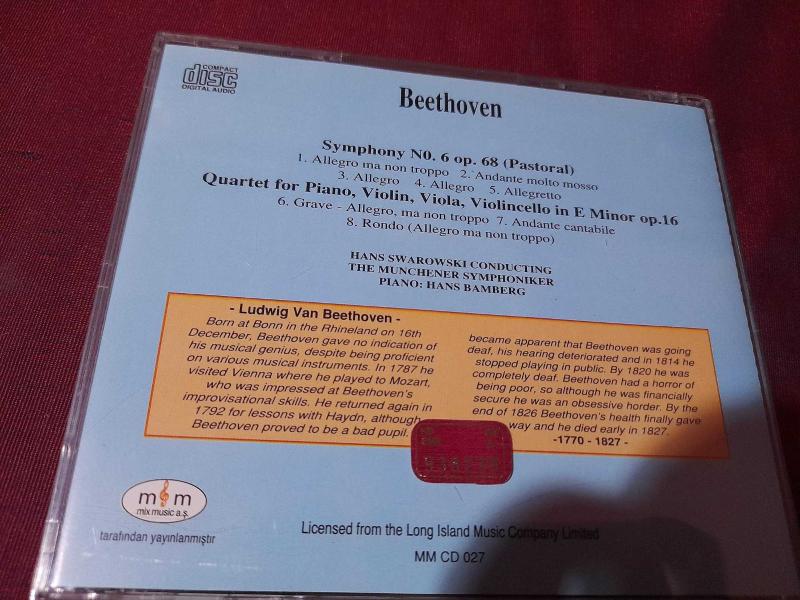 COMPACT
disc
DIGITAL AUDIO
Beethoven
Symphony N0. 6 op. 68 (Pastoral)
1. Allegro ma non troppo 2. Andante molto mosso
3. Allegro 4. Allegro 5. Allegretto
Quartet for Piano, Violin, Viola, Violincello in E Minor op.16
6. Grave - Allegro, ma non troppo 7. Andante cantabile
8. Rondo (Allegro ma non troppo)
HANS SWAROWSKI CONDUCTING
THE MUNCHENER SYMPHONIKER
PIANO: HANS BAMBERG
- Ludwig Van Beethoven -
Born at Bonn in the Rhineland on 16th
December, Beethoven gave no indication of
his musical genius, despite being proficient
on various musical instruments. In 1787 he
visited Vienna where he played to Mozart,
who was impressed at Beethoven's
improvisational skills. He returned again in
1792 for lessons with Haydn, although
Beethoven proved to be a bad pupil.
became apparent that Beethoven was going
deaf, his hearing deteriorated and in 1814 he
stopped playing in public. By 1820 he was
completely deaf. Beethoven had a horror of
being poor, so although he was financially
secure he was an obsessive horder. By the
end of 1826 Beethoven's health finally gave
way and he died early in 1827.
-1770 - 1827 -
m m
mix music a.ş.
tarafından yayınlanmıştır
Licensed from the Long Island Music Company Limited
MM CD 027